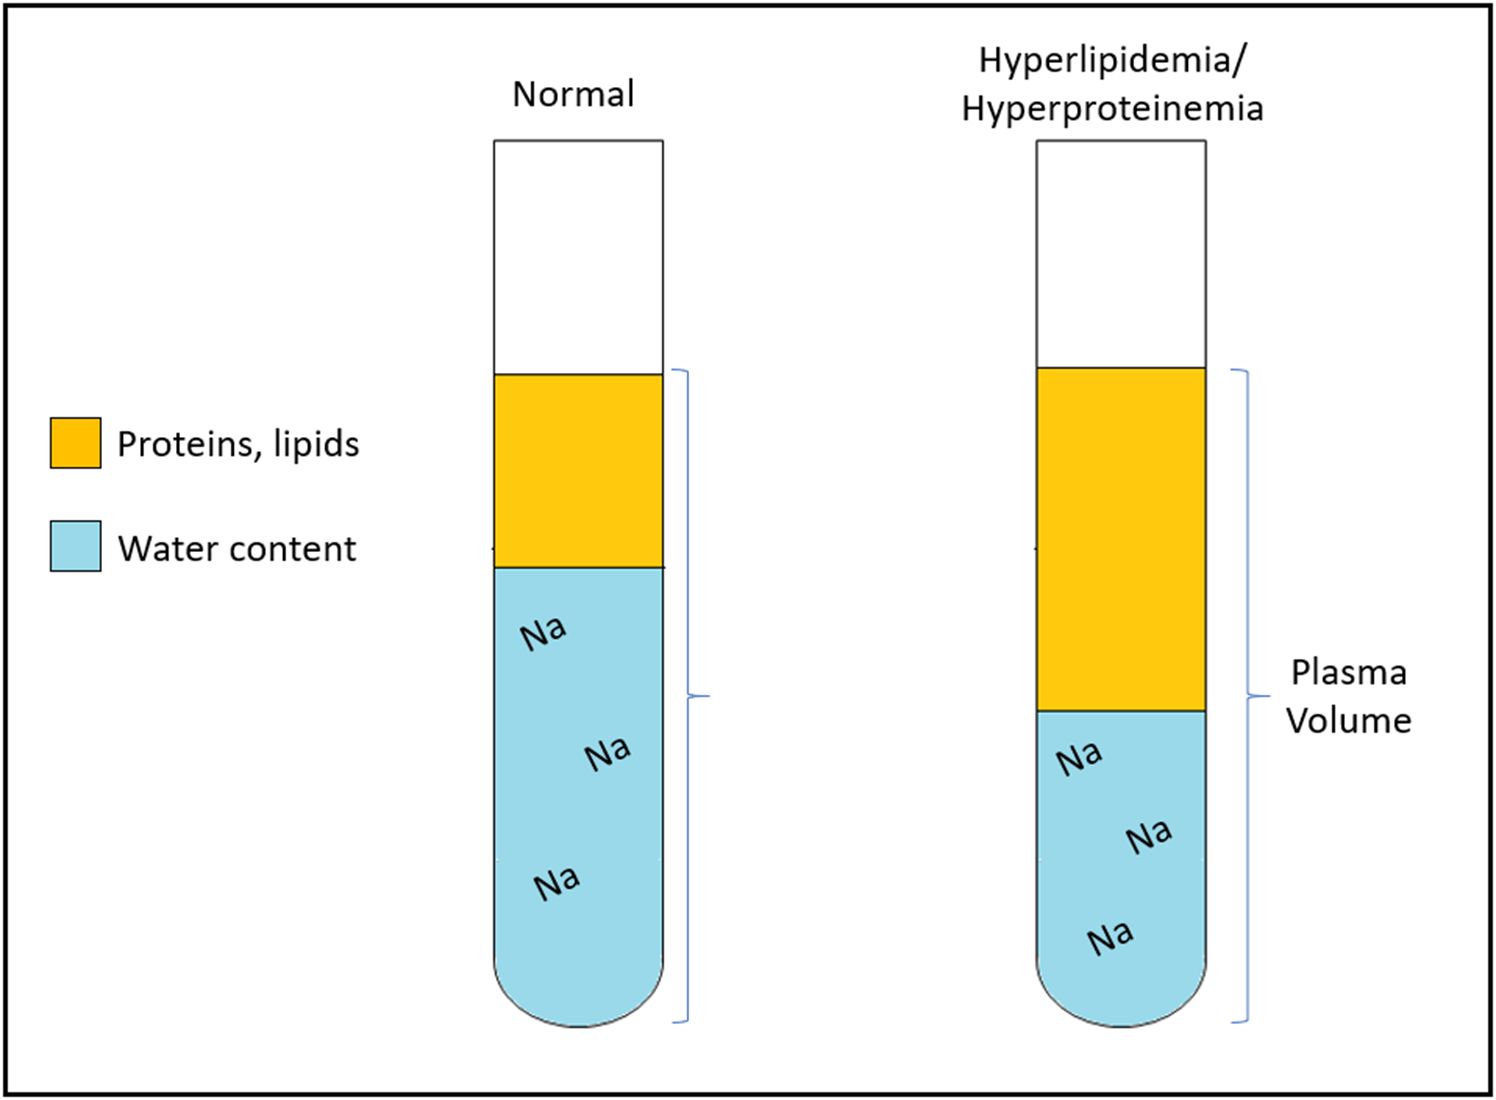 Normal
Hyperlipidemia/
Hyperproteinemia
Proteins, lipids
Water content
Na
Na
Na
Na
Na
Na
Plasma
Volume